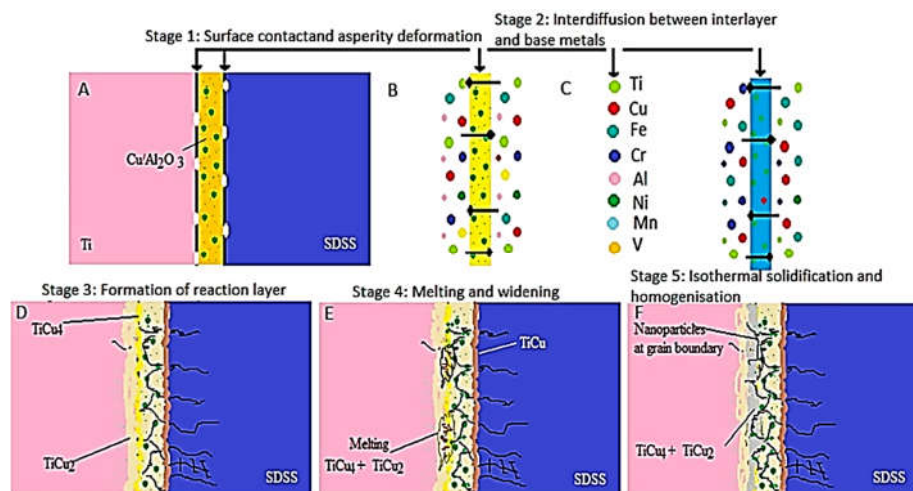 Stage 1: Surface contactand asperity deformation
Stage 2: Interdiffusion between interlayer
and base metals
A
Cu/Al2O 3
Ti
SDSS
B
C
Ti
Cu
Fe
Cr
Al
Ni
Mn
V
Stage 3: Formation of reaction layer
D
TiCu4
TiCu2
SDSS
Stage 4: Melting and widening
E
TiCu
Melting
TiCu4 + TiCu2
SDSS
Stage 5: Isothermal solidification and
homogenisation
F
Nanoparticles
at grain boundary
TiCu4 + TiCu2
SDSS